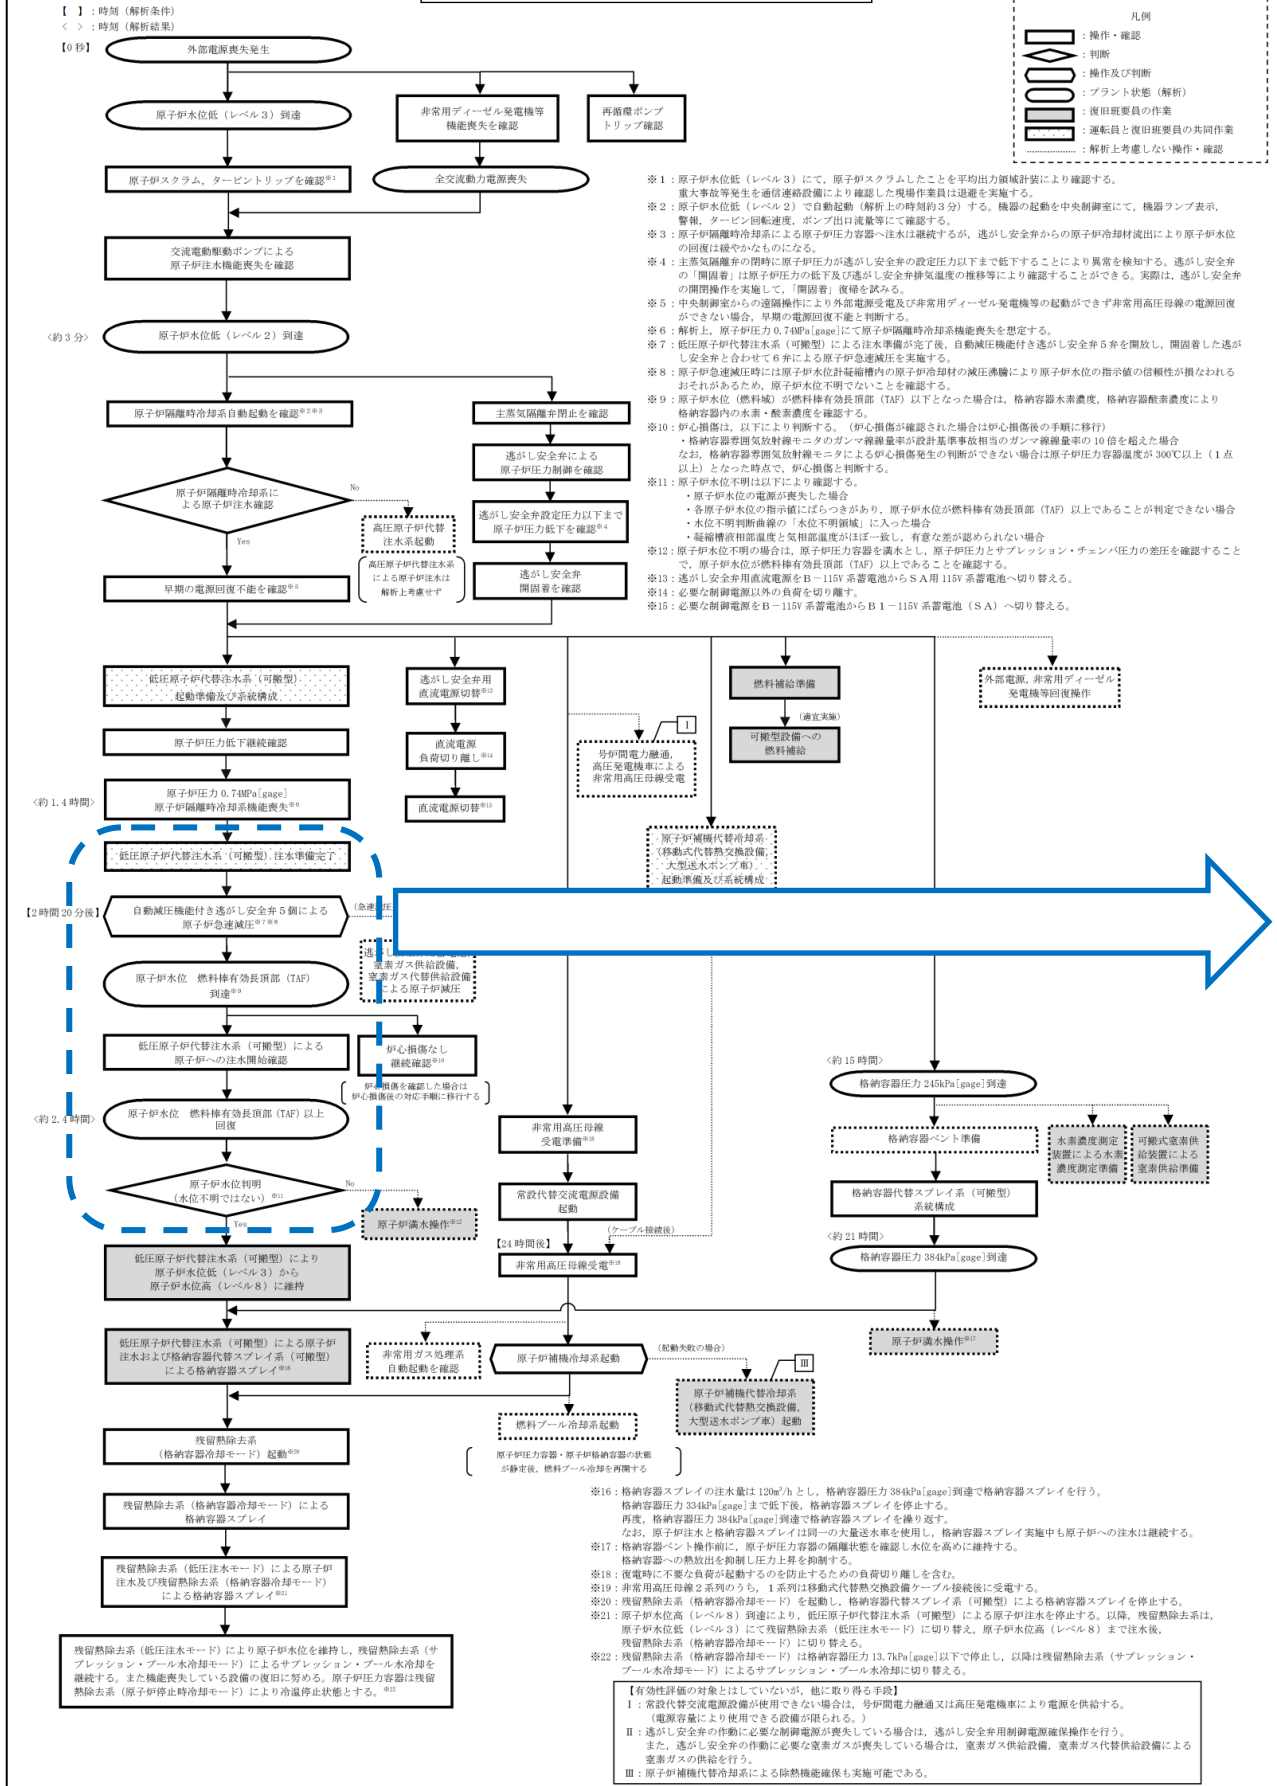 【 】：時刻（解析条件）
< >：時刻（解析結果）
凡例
：操作・確認
：判断
：操作及び判断
：プラント状態（解析）
：復旧班要員の作業
：運転員と復旧班要員の共同作業
：解析上考慮しない操作・確認
【0秒】
外部電源喪失発生
原子炉水位低（レベル３）到達
非常用ディーゼル発電機等
機能喪失を確認
再循環ポンプ
トリップ確認
原子炉スクラム，タービントリップを確認※1
全交流動力電源喪失
交流電動駆動ポンプによる
原子炉注水機能喪失を確認
<約３分>
原子炉水位低（レベル２）到達
原子炉隔離時冷却系自動起動を確認※2※3
主蒸気隔離弁閉止を確認
逃がし安全弁による
原子炉圧力制御を確認
原子炉隔離時冷却系に
よる原子炉注水確認
No
Yes
高圧原子炉代替
注水系起動
高圧原子炉代替注水系
による原子炉注水は
解析上考慮せず
逃がし安全弁設定圧力以下まで
原子炉圧力低下を確認※4
逃がし安全弁
開固着を確認
早期の電源回復不能を確認※5
※１：原子炉水位低（レベル３）にて，原子炉スクラムしたことを平均出力領域計装により確認する。
重大事故等発生を通信連絡設備により確認した現場作業員は退避を実施する。
※２：原子炉水位低（レベル２）で自動起動（解析上の時刻約３分）する。機器の起動を中央制御室にて，機器ランプ表示，
警報，タービン回転速度，ポンプ出口流量等にて確認する。
※３：原子炉隔離時冷却系による原子炉圧力容器へ注水は継続するが，逃がし安全弁からの原子炉冷却材流出により原子炉水位
の回復は緩やかなものになる。
※４：主蒸気隔離弁の閉時に原子炉圧力が逃がし安全弁の設定圧力以下まで低下することにより異常を検知する。逃がし安全弁
の「開固着」は原子炉圧力の低下及び逃がし安全弁排気温度の推移等により確認することができる。実際は，逃がし安全弁
の開閉操作を実施して，「開固着」復帰を試みる。
※５：中央制御室からの遠隔操作により外部電源受電及び非常用ディーゼル発電機等の起動ができず非常用高圧母線の電源回復
ができない場合，早期の電源回復不能と判断する。
※６：解析上，原子炉圧力 0.74MPa[gage]にて原子炉隔離時冷却系機能喪失を想定する。
※７：低圧原子炉代替注水系（可搬型）による注水準備が完了後，自動減圧機能付き逃がし安全弁５弁を開放し，開固着した逃が
し安全弁と合わせて６弁による原子炉急速減圧を実施する。
※８：原子炉急速減圧時には原子炉水位計凝縮槽内の原子炉冷却材の減圧沸騰により原子炉水位の指示値の信頼性が損なわれる
おそれがあるため，原子炉水位不明でないことを確認する。
※９：原子炉水位（燃料域）が燃料棒有効長頂部（TAF）以下となった場合は，格納容器水素濃度，格納容器酸素濃度により
格納容器内の水素・酸素濃度を確認する。
※10：炉心損傷は，以下により判断する。（炉心損傷が確認された場合は炉心損傷後の手順に移行）
・格納容器雰囲気放射線モニタのガンマ線線量率が設計基準事故相当のガンマ線線量率の 10 倍を超えた場合
なお，格納容器雰囲気放射線モニタによる炉心損傷発生の判断ができない場合は原子炉圧力容器温度が 300℃以上（１点
以上）となった時点で，炉心損傷と判断する。
※11：原子炉水位不明は以下により確認する。
・原子炉水位の電源が喪失した場合
・各原子炉水位の指示値にばらつきがあり，原子炉水位が燃料棒有効長頂部（TAF）以上であることが判定できない場合
・水位不明判断曲線の「水位不明領域」に入った場合
・凝縮槽液相部温度と気相部温度がほぼ一致し，有意な差が認められない場合
※12：原子炉水位不明の場合は，原子炉圧力容器を満水とし，原子炉圧力とサプレッション・チェンバ圧力の差圧を確認すること
で，原子炉水位が燃料棒有効長頂部（TAF）以上であることを確認する。
※13：逃がし安全弁用直流電源をＢ－115V 系蓄電池からＳＡ用 115V 系蓄電池へ切り替える。
※14：必要な制御電源以外の負荷を切り離す。
※15：必要な制御電源をＢ－115V 系蓄電池からＢ１－115V 系蓄電池（ＳＡ）へ切り替える。
低圧原子炉代替注水系（可搬型）
起動準備及び系統構成
逃がし安全弁用
直流電源切替※13
燃料補給準備
外部電源，非常用ディーゼル
発電機等回復操作
原子炉圧力低下継続確認
直流電源
負荷切り離し※14
I
号炉間電力融通，
高圧発電機車による
非常用高圧母線受電
（適宜実施）
可搬型設備への
燃料補給
<約 1.4 時間>
原子炉圧力 0.74MPa[gage]
原子炉隔離時冷却系機能喪失※6
直流電源切替※15
低圧原子炉代替注水系（可搬型）注水準備完了
原子炉補機代替冷却系
（移動式代替熱交換設備，
大型送水ポンプ車）
起動準備及び系統構成
【2時間20分後】
自動減圧機能付き逃がし安全弁５個による
原子炉急速減圧※7※8
（急速減圧
窒素ガス供給設備，
窒素ガス代替供給設備
による原子炉減圧
原子炉水位　燃料棒有効長頂部（TAF）
到達※9
低圧原子炉代替注水系（可搬型）による
原子炉への注水開始確認
炉心損傷なし
継続確認※10
炉心損傷を確認した場合は
炉心損傷後の対応手順に移行する
<約 2.4 時間>
原子炉水位　燃料棒有効長頂部（TAF）以上
回復
原子炉水位判明
（水位不明ではない）※11
No
Yes
原子炉満水操作※12
非常用高圧母線
受電準備※18
常設代替交流電源設備
起動
（ケーブル接続後）
【24 時間後】
非常用高圧母線受電※19
<約 15 時間>
格納容器圧力 245kPa[gage]到達
格納容器ベント準備
水素濃度測定
装置による水素
濃度測定準備
可搬式窒素供
給装置による
窒素供給準備
格納容器代替スプレイ系（可搬型）
系統構成
<約 21 時間>
格納容器圧力 384kPa[gage]到達
原子炉満水操作※17
低圧原子炉代替注水系（可搬型）により
原子炉水位低（レベル３）から
原子炉水位高（レベル８）に維持
低圧原子炉代替注水系（可搬型）による原子炉
注水および格納容器代替スプレイ系（可搬型）
による格納容器スプレイ※16
非常用ガス処理系
自動起動を確認
原子炉補機冷却系起動
（起動失敗の場合）
III
原子炉補機代替冷却系
（移動式代替熱交換設備，
大型送水ポンプ車）起動
燃料プール冷却系起動
原子炉圧力容器・原子炉格納容器の状態
が静定後，燃料プール冷却を再開する
残留熱除去系
（格納容器冷却モード）起動※20
残留熱除去系（格納容器冷却モード）による
格納容器スプレイ
残留熱除去系（低圧注水モード）による原子炉
注水及び残留熱除去系（格納容器冷却モード）
による格納容器スプレイ※21
残留熱除去系（低圧注水モード）により原子炉水位を維持し，残留熱除去系（サ
プレッション・プール水冷却モード）によるサプレッション・プール水冷却を
継続する。また機能喪失している設備の復旧に努める。原子炉圧力容器は残留
熱除去系（原子炉停止時冷却モード）により冷温停止状態とする。※22
※16：格納容器スプレイの注水量は 120m³/h とし，格納容器圧力 384kPa[gage]到達で格納容器スプレイを行う。
格納容器圧力 334kPa[gage]まで低下後，格納容器スプレイを停止する。
再度，格納容器圧力 384kPa[gage]到達で格納容器スプレイを繰り返す。
なお，原子炉注水と格納容器スプレイは同一の大量送水車を使用し，格納容器スプレイ実施中も原子炉への注水は継続する。
※17：格納容器ベント操作前に，原子炉圧力容器の隔離状態を確認し水位を高めに維持する。
格納容器への熱放出を抑制し圧力上昇を抑制する。
※18：復電時に不要な負荷が起動するのを防止するための負荷切り離しを含む。
※19：非常用高圧母線２系列のうち，１系列は移動式代替熱交換設備ケーブル接続後に受電する。
※20：残留熱除去系（格納容器冷却モード）を起動し，格納容器代替スプレイ系（可搬型）による格納容器スプレイを停止する。
※21：原子炉水位高（レベル８）到達により，低圧原子炉代替注水系（可搬型）による原子炉注水を停止する。以降，残留熱除去系は，
原子炉水位低（レベル３）にて残留熱除去系（低圧注水モード）に切り替え，原子炉水位高（レベル８）まで注水後，
残留熱除去系（格納容器冷却モード）に切り替える。
※22：残留熱除去系（格納容器冷却モード）は格納容器圧力 13.7kPa[gage]以下で停止し，以降は残留熱除去系（サプレッション・
プール水冷却モード）によるサプレッション・プール水冷却に切り替える。
【有効性評価の対象とはしていないが，他に取り得る手段】
Ⅰ：常設代替交流電源設備が使用できない場合は，号炉間電力融通又は高圧発電機車により電源を供給する。
（電源容量により使用できる設備が限られる。）
Ⅱ：逃がし安全弁の作動に必要な制御電源が喪失している場合は，逃がし安全弁用制御電源確保操作を行う。
また，逃がし安全弁の作動に必要な窒素ガスが喪失している場合は，窒素ガス供給設備，窒素ガス代替供給設備による
窒素ガスの供給を行う。
Ⅲ：原子炉補機代替冷却系による除熱機能確保も実施可能である。